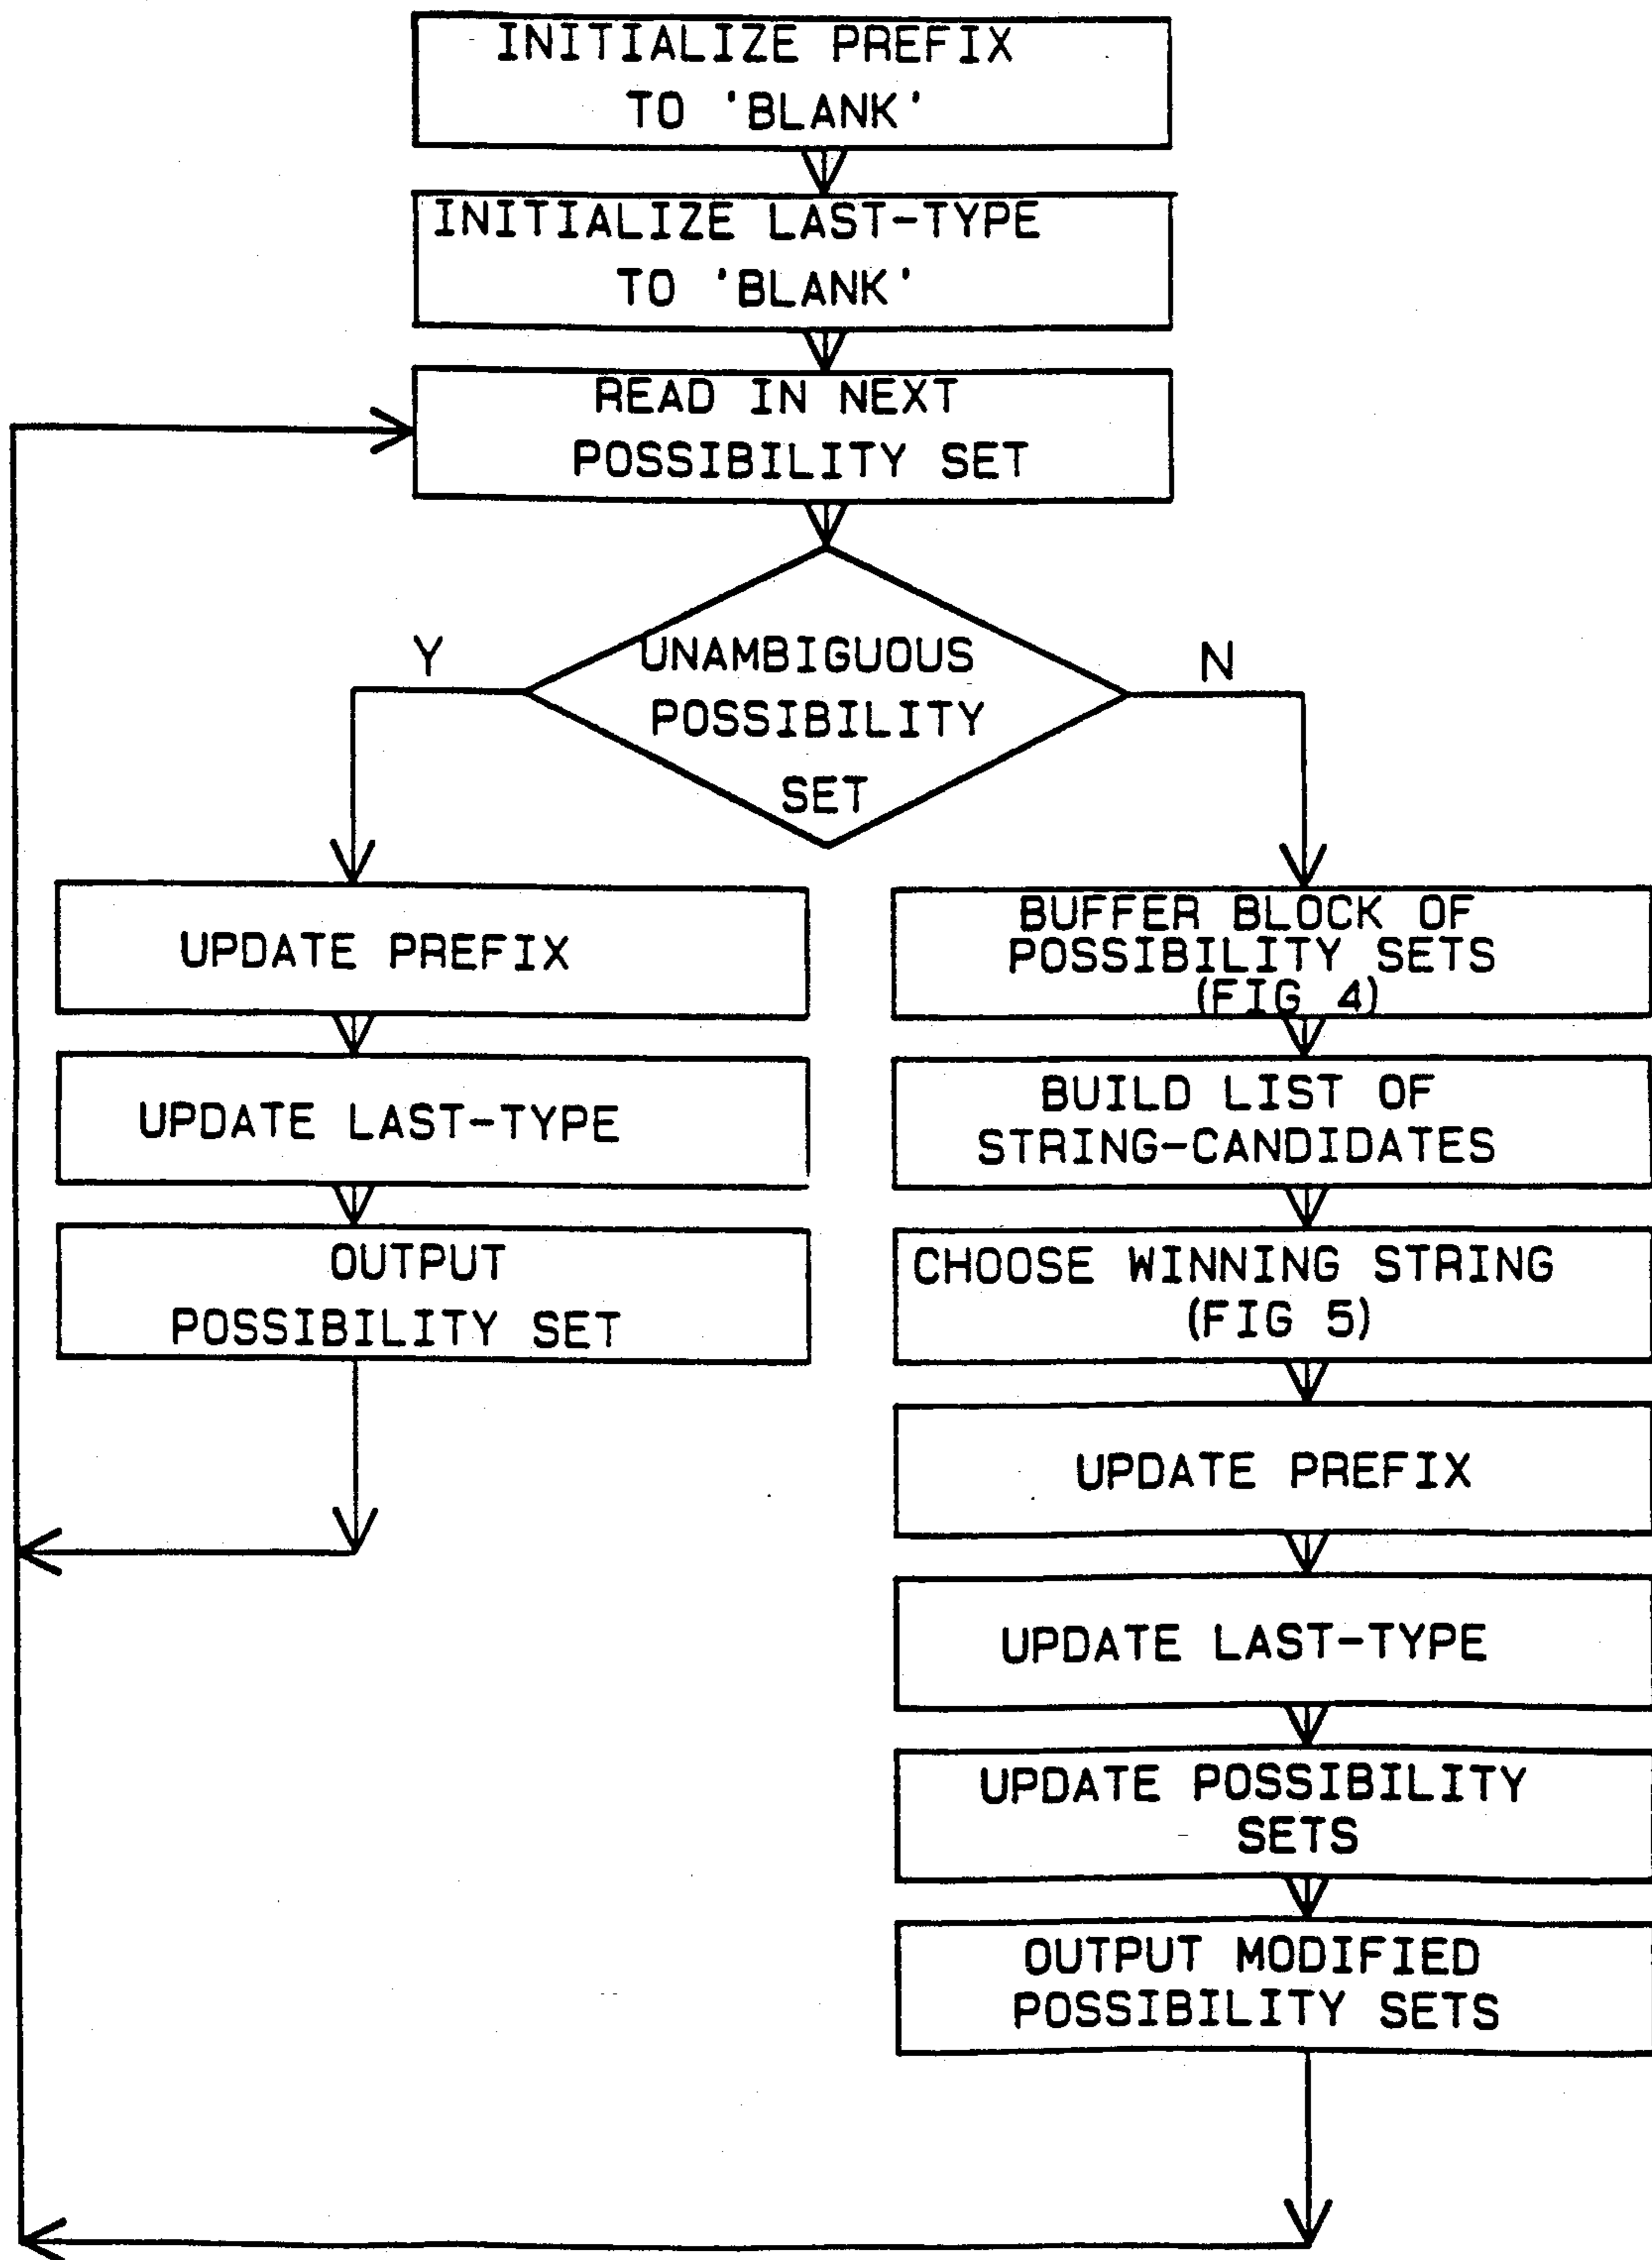 INITIALIZE PREFIX
TO 'BLANK'
INITIALIZE LAST-TYPE
TO 'BLANK'
READ IN NEXT
POSSIBILITY SET
UNAMBIGUOUS
POSSIBILITY
SET
Y
N
UPDATE PREFIX
UPDATE LAST-TYPE
OUTPUT
POSSIBILITY SET
BUFFER BLOCK OF
POSSIBILITY SETS
(FIG 4)
BUILD LIST OF
STRING-CANDIDATES
CHOOSE WINNING STRING
(FIG 5)
UPDATE PREFIX
UPDATE LAST-TYPE
UPDATE POSSIBILITY
SETS
OUTPUT MODIFIED
POSSIBILITY SETS